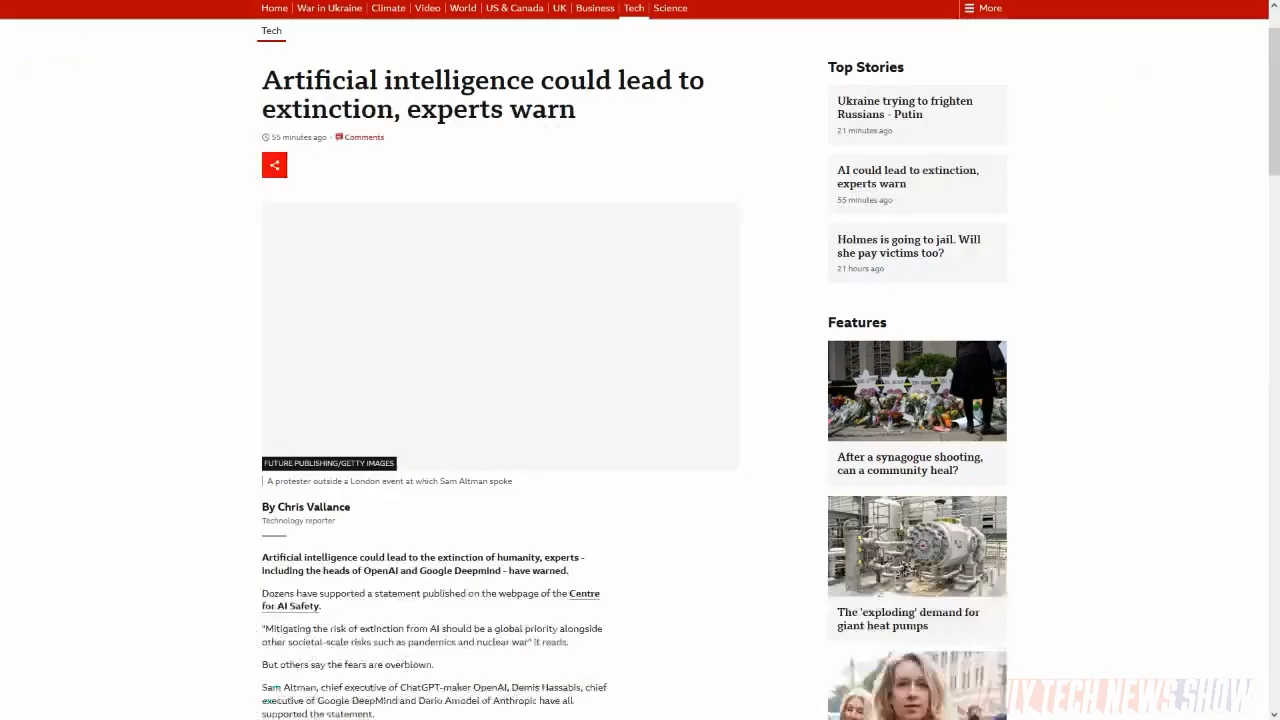 Home War in Ukraine Climate Video World US & Canada UK Business Tech Science More
Tech
Artificial intelligence could lead to
extinction, experts warn
55 minutes ago · Comments
FUTURE PUBLISHING/GETTY IMAGES
A protester outside a London event at which Sam Altman spoke
By Chris Vallance
Technology reporter
Artificial intelligence could lead to the extinction of humanity, experts -
including the heads of OpenAI and Google Deepmind - have warned.
Dozens have supported a statement published on the webpage of the Centre
for AI Safety.
"Mitigating the risk of extinction from AI should be a global priority alongside
other societal-scale risks such as pandemics and nuclear war" it reads.
But others say the fears are overblown.
Sam Altman, chief executive of ChatGPT-maker OpenAI, Demis Hassabis, chief
executive of Google DeepMind and Dario Amodei of Anthropic have all
supported the statement.
Top Stories
Ukraine trying to frighten
Russians - Putin
21 minutes ago
AI could lead to extinction,
experts warn
55 minutes ago
Holmes is going to jail. Will
she pay victims too?
21 hours ago
Features
After a synagogue shooting,
can a community heal?
The 'exploding' demand for
giant heat pumps
TECH NEWS SHOW